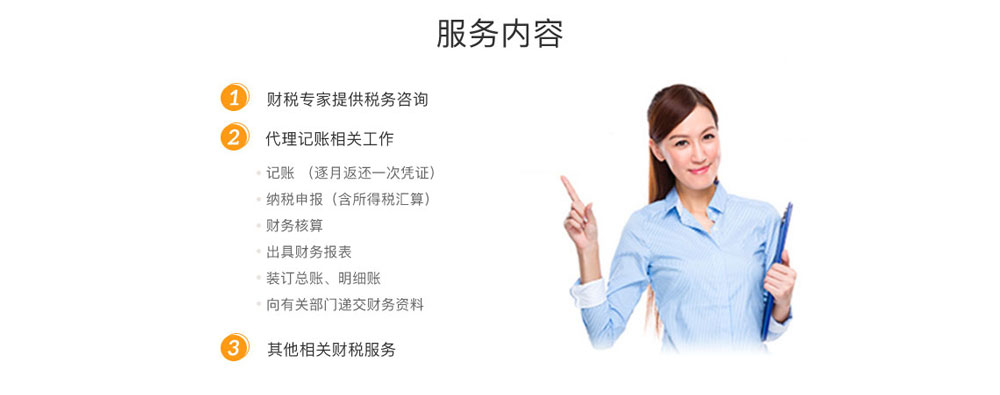 服务内容
1 财税专家提供税务咨询
2 代理记账相关工作
记账 （逐月返还一次凭证）
纳税申报（含所得税汇算）
财务核算
出具财务报表
装订总账、明细账
向有关部门递交财务资料
3 其他相关财税服务